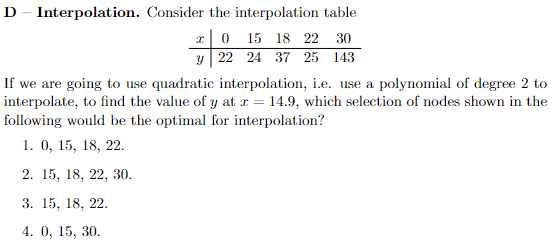 D – Interpolation. Consider the interpolation table
x 0 15 18 22 30
y 22 24 37 25 143
If we are going to use quadratic interpolation, i.e. use a polynomial of degree 2 to
interpolate, to find the value of y at x = 14.9, which selection of nodes shown in the
following would be the optimal for interpolation?
1. 0, 15, 18, 22.
2. 15, 18, 22, 30.
3. 15, 18, 22.
4. 0, 15, 30.